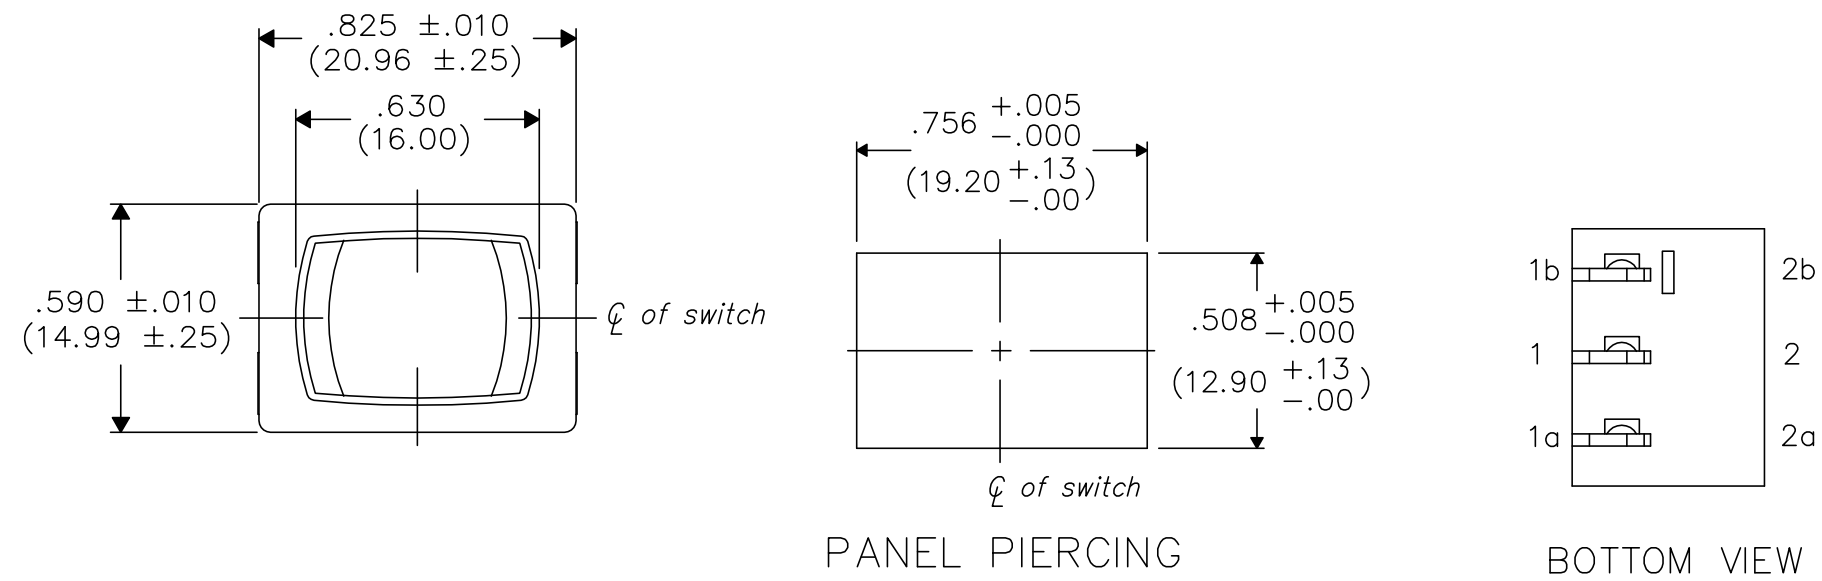 .825 ±.010
(20.96 ±.25)
.630
(16.00)
.590 ±.010
(14.99 ±.25)
℄ of switch
.756 +.005
-.000
(19.20 +.13
-.00)
.508 +.005
-.000
(12.90 +.13
-.00)
℄ of switch
PANEL PIERCING
1b 2b
1 2
1a 2a
BOTTOM VIEW